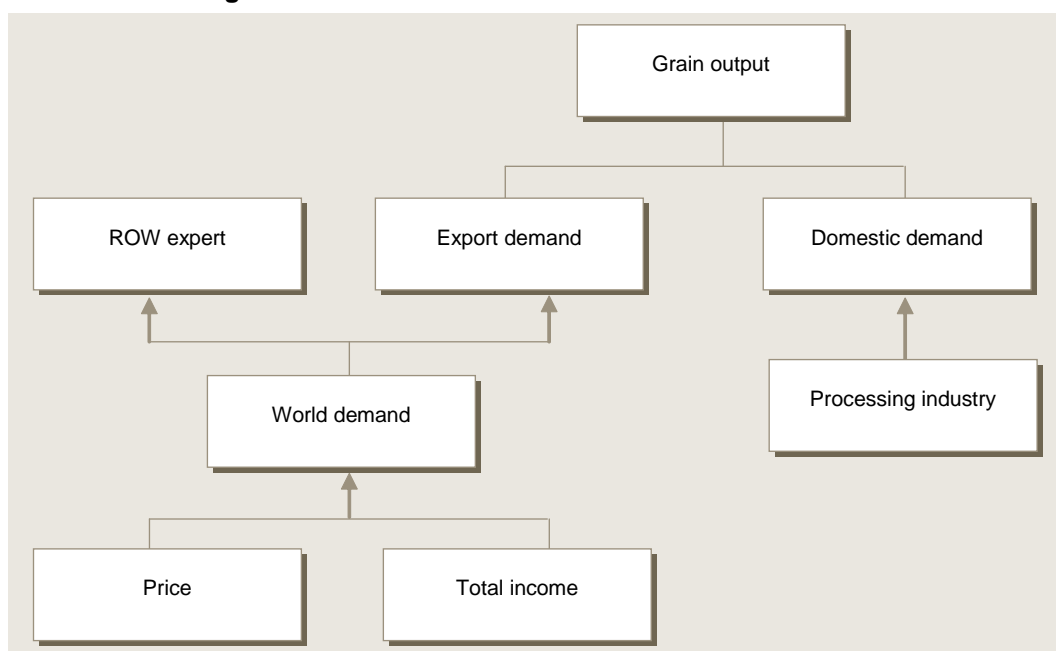 Grain output
ROW expert
Export demand
Domestic demand
World demand
Processing industry
Price
Total income